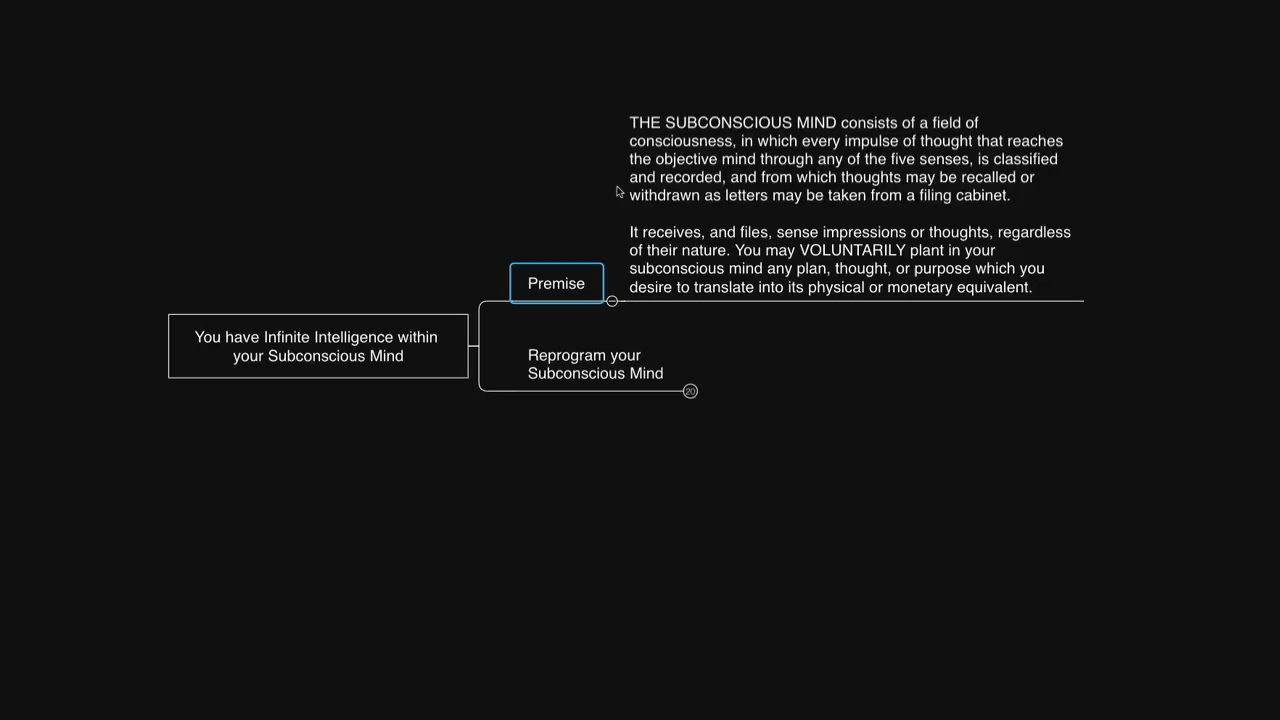 THE SUBCONSCIOUS MIND consists of a field of
consciousness, in which every impulse of thought that reaches
the objective mind through any of the five senses, is classified
and recorded, and from which thoughts may be recalled or
withdrawn as letters may be taken from a filing cabinet.
It receives, and files, sense impressions or thoughts, regardless
of their nature. You may VOLUNTARILY plant in your
subconscious mind any plan, thought, or purpose which you
desire to translate into its physical or monetary equivalent.
Premise
You have Infinite Intelligence within
your Subconscious Mind
Reprogram your
Subconscious Mind
20